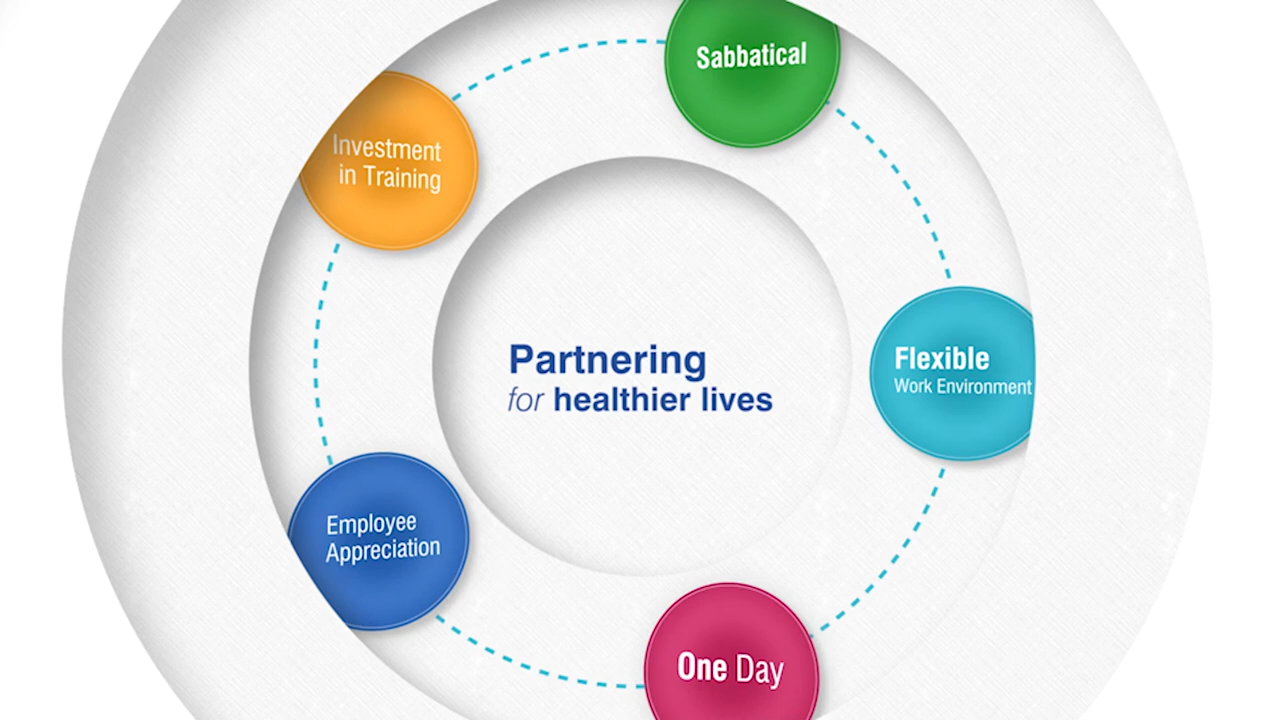 Sabbatical
Investment
in Training
Partnering
for healthier lives
Flexible
Work Environment
Employee
Appreciation
One Day